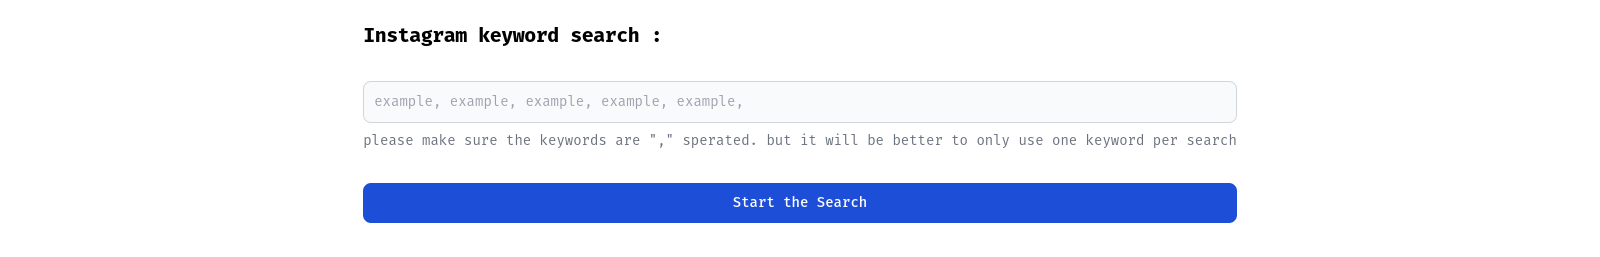 Instagram keyword search :
example, example, example, example, example,
please make sure the keywords are "," sperated. but it will be better to only use one keyword per search
Start the Search